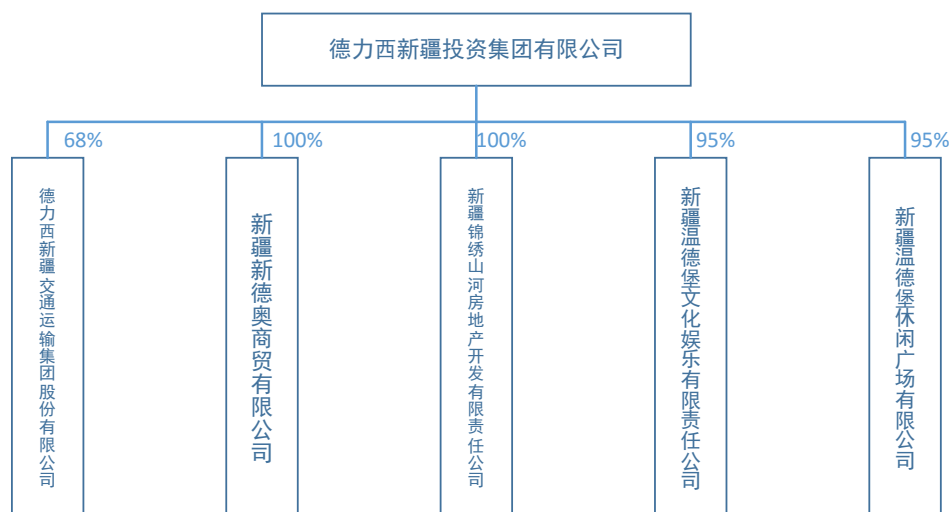 德力西新疆投资集团有限公司
68%
100%
100%
95%
95%
德力西新疆交通运输集团股份有限公司
新疆新德奥商贸有限公司
新疆锦绣山河房地产开发有限责任公司
新疆温德堡文化娱乐有限责任公司
新疆温德堡休闲广场有限公司